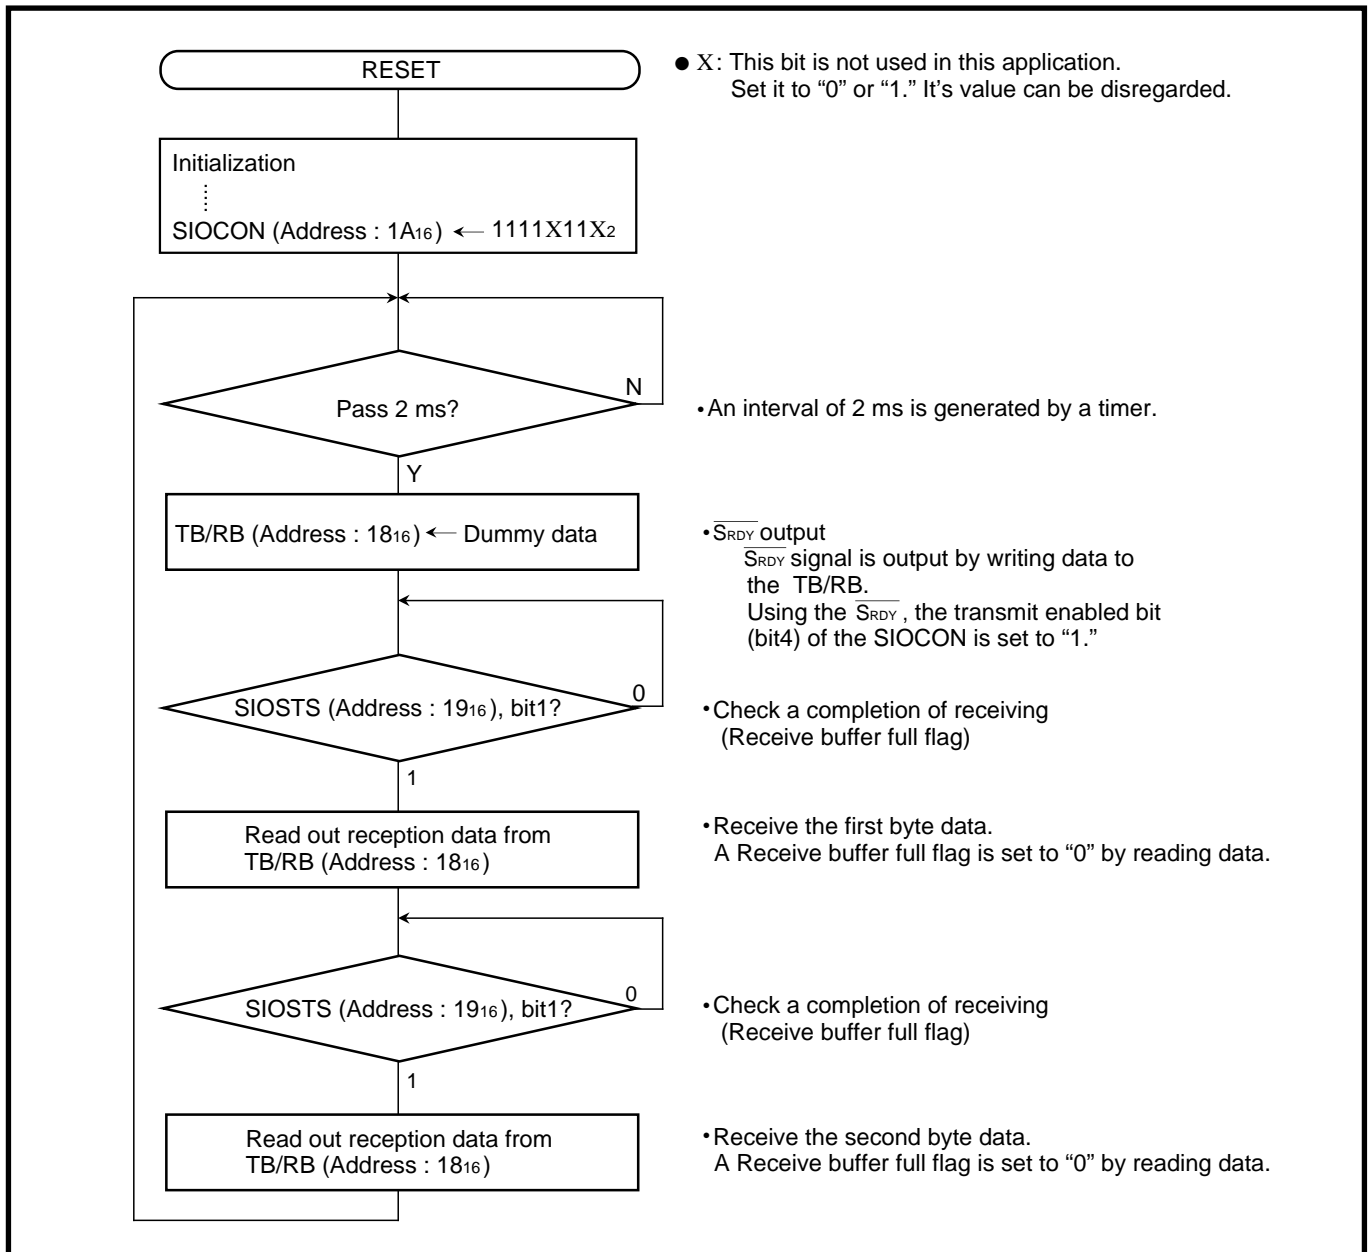 RESET
● X: This bit is not used in this application.
Set it to “0” or “1.” It’s value can be disregarded.
Initialization
SIOCON (Address : 1A16) ← 1111X11X2
Pass 2 ms?
N
Y
•An interval of 2 ms is generated by a timer.
TB/RB (Address : 1816) ← Dummy data
•SRDY output
SRDY signal is output by writing data to
the TB/RB.
Using the SRDY , the transmit enabled bit
(bit4) of the SIOCON is set to “1.”
SIOSTS (Address : 1916), bit1?
0
1
•Check a completion of receiving
(Receive buffer full flag)
Read out reception data from
TB/RB (Address : 1816)
•Receive the first byte data.
A Receive buffer full flag is set to “0” by reading data.
SIOSTS (Address : 1916), bit1?
0
1
•Check a completion of receiving
(Receive buffer full flag)
Read out reception data from
TB/RB (Address : 1816)
•Receive the second byte data.
A Receive buffer full flag is set to “0” by reading data.